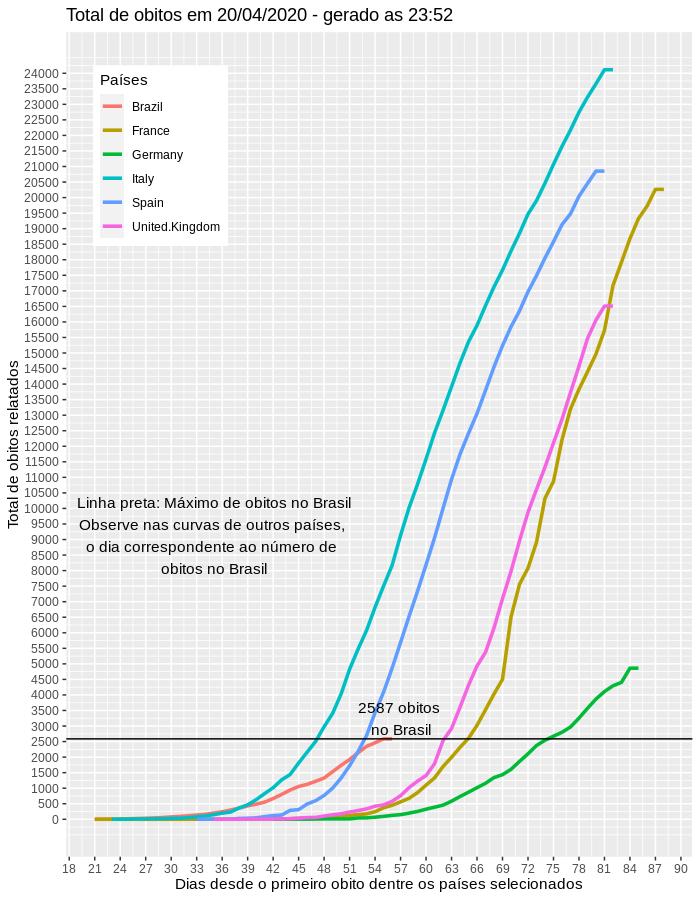 Total de obitos em 20/04/2020 - gerado as 23:52
Países
Brazil
France
Germany
Italy
Spain
United.Kingdom
24000
23500
23000
22500
22000
21500
21000
20500
20000
19500
19000
18500
18000
17500
17000
16500
16000
15500
15000
14500
14000
13500
13000
12500
12000
11500
11000
10500
10000
9500
9000
8500
8000
7500
7000
6500
6000
5500
5000
4500
4000
3500
3000
2500
2000
1500
1000
500
0
Total de obitos relatados
Linha preta: Máximo de obitos no Brasil
Observe nas curvas de outros países,
o dia correspondente ao número de
obitos no Brasil
2587 obitos
no Brasil
18 21 24 27 30 33 36 39 42 45 48 51 54 57 60 63 66 69 72 75 78 81 84 87 90
Dias desde o primeiro obito dentre os países selecionados